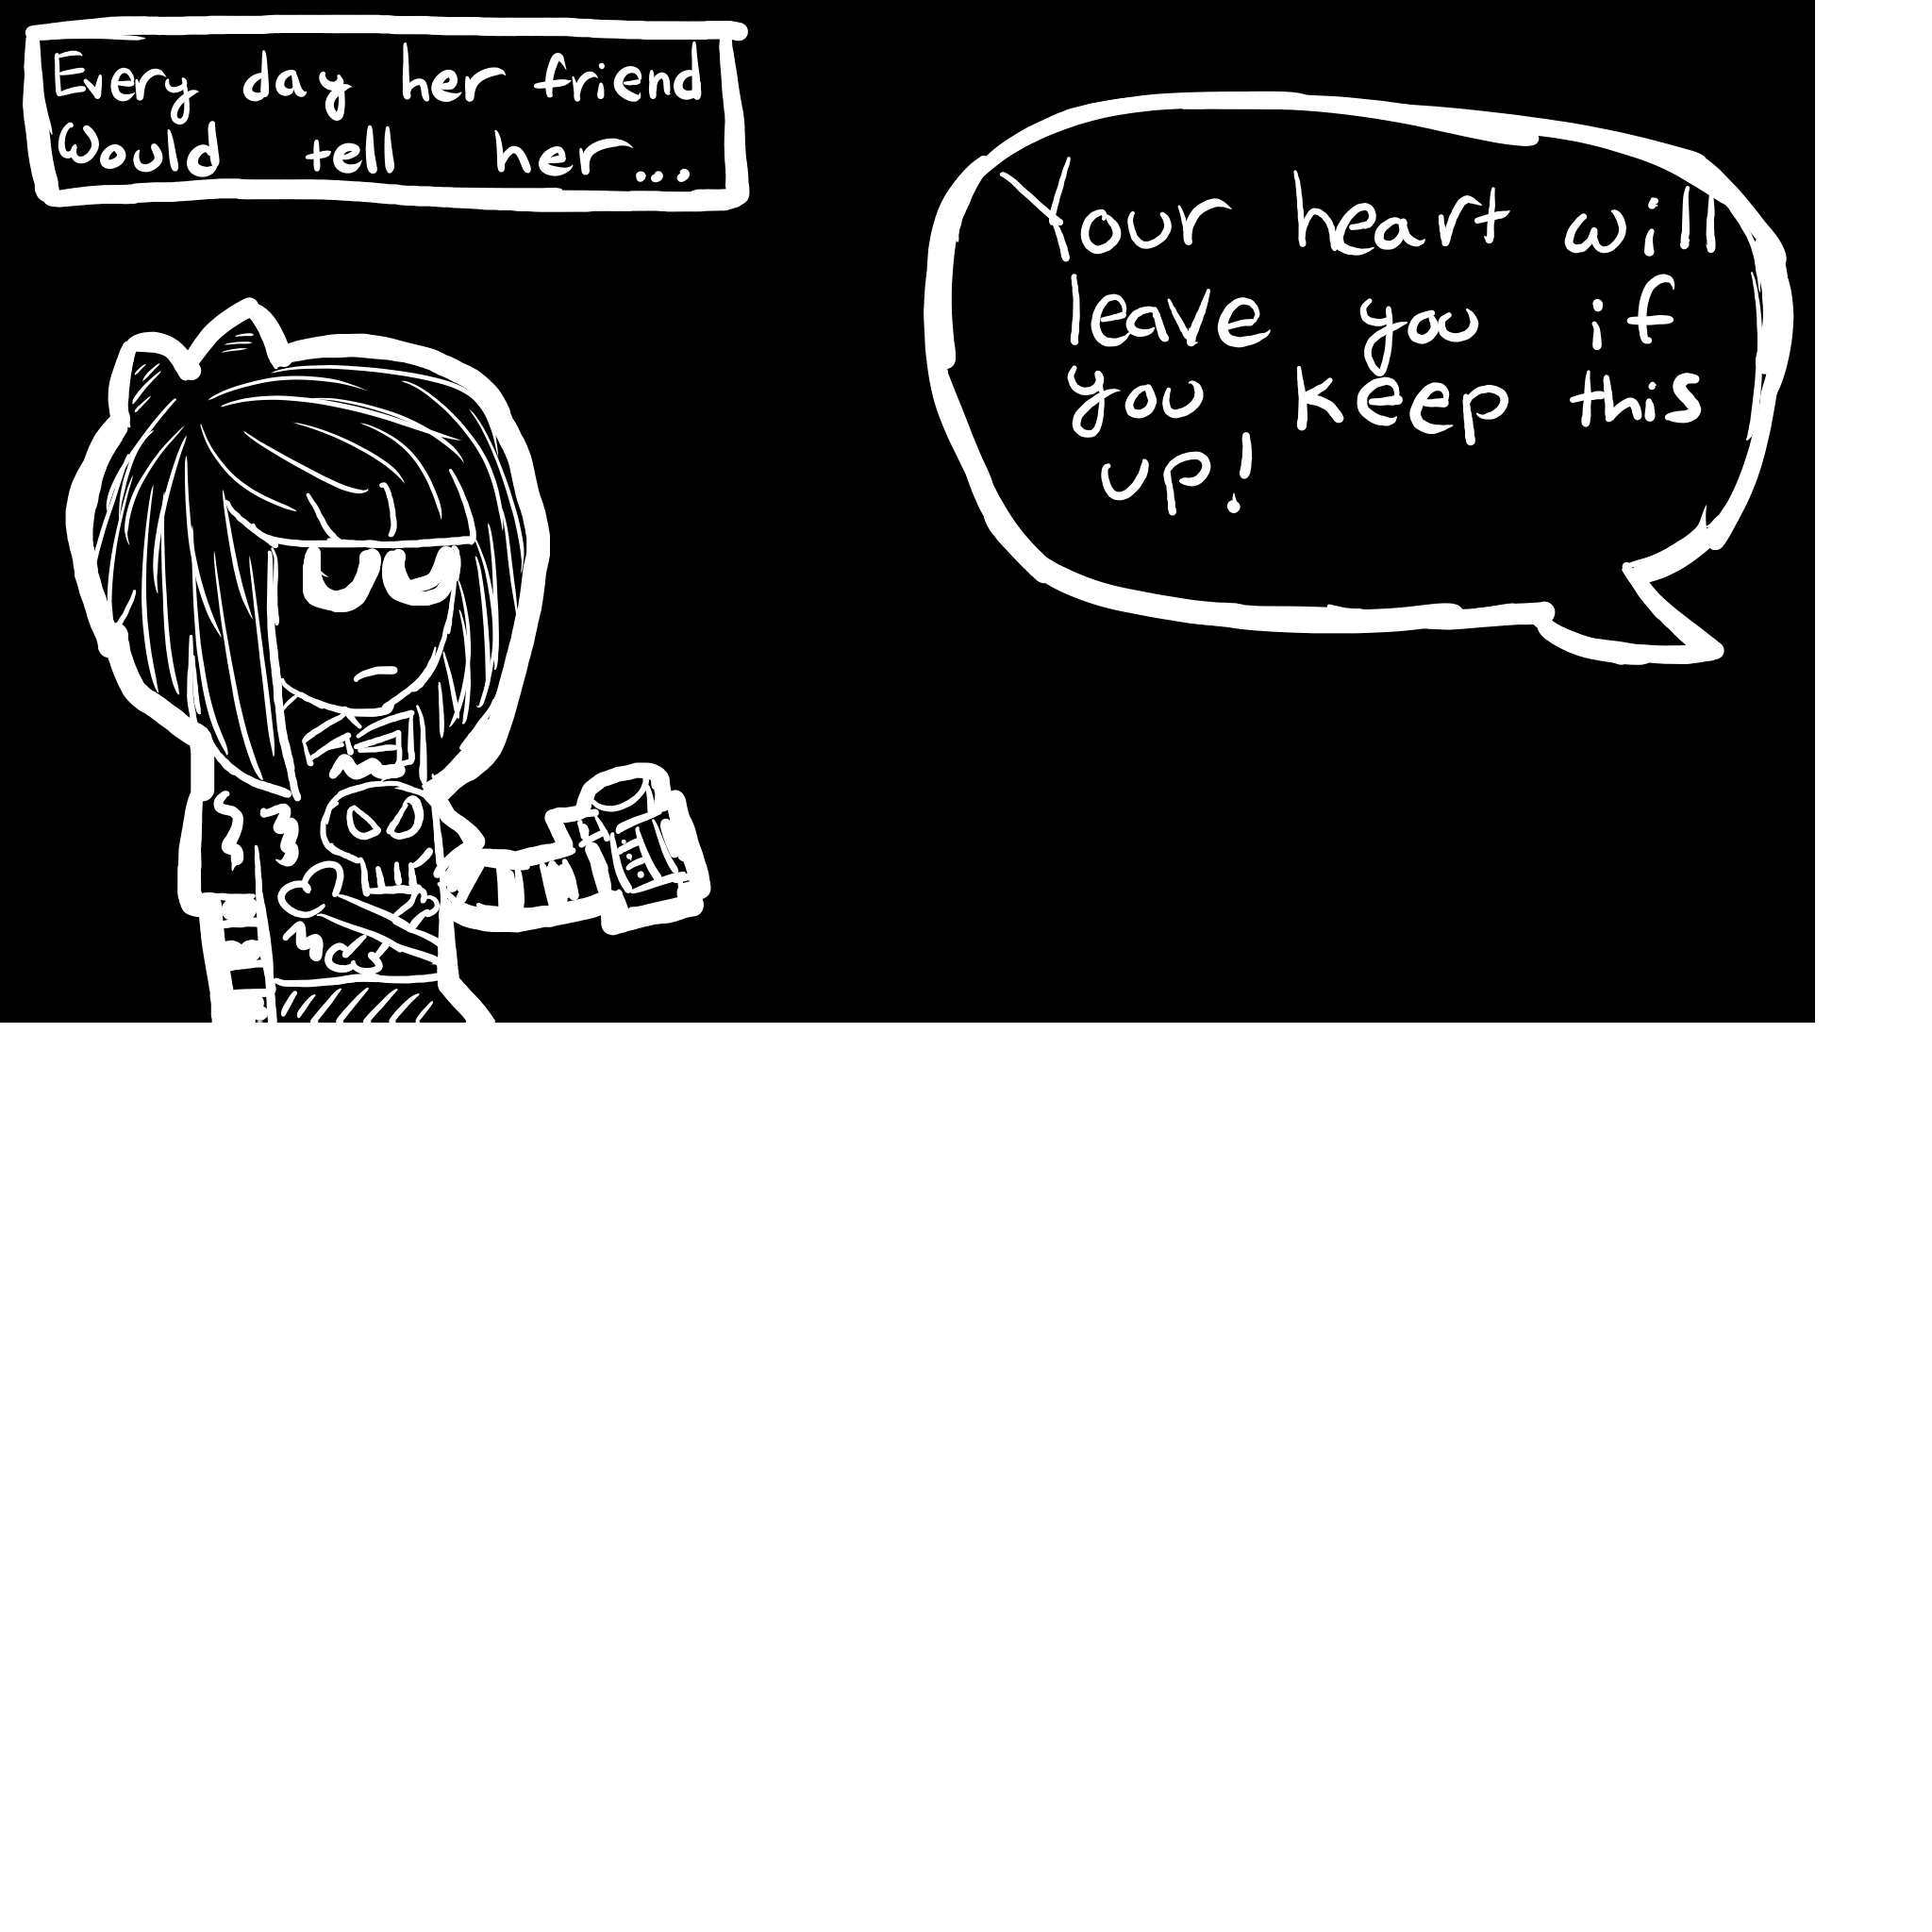 Every day her friend
Would tell her...
Your heart will
leave you if
you keep this
up!